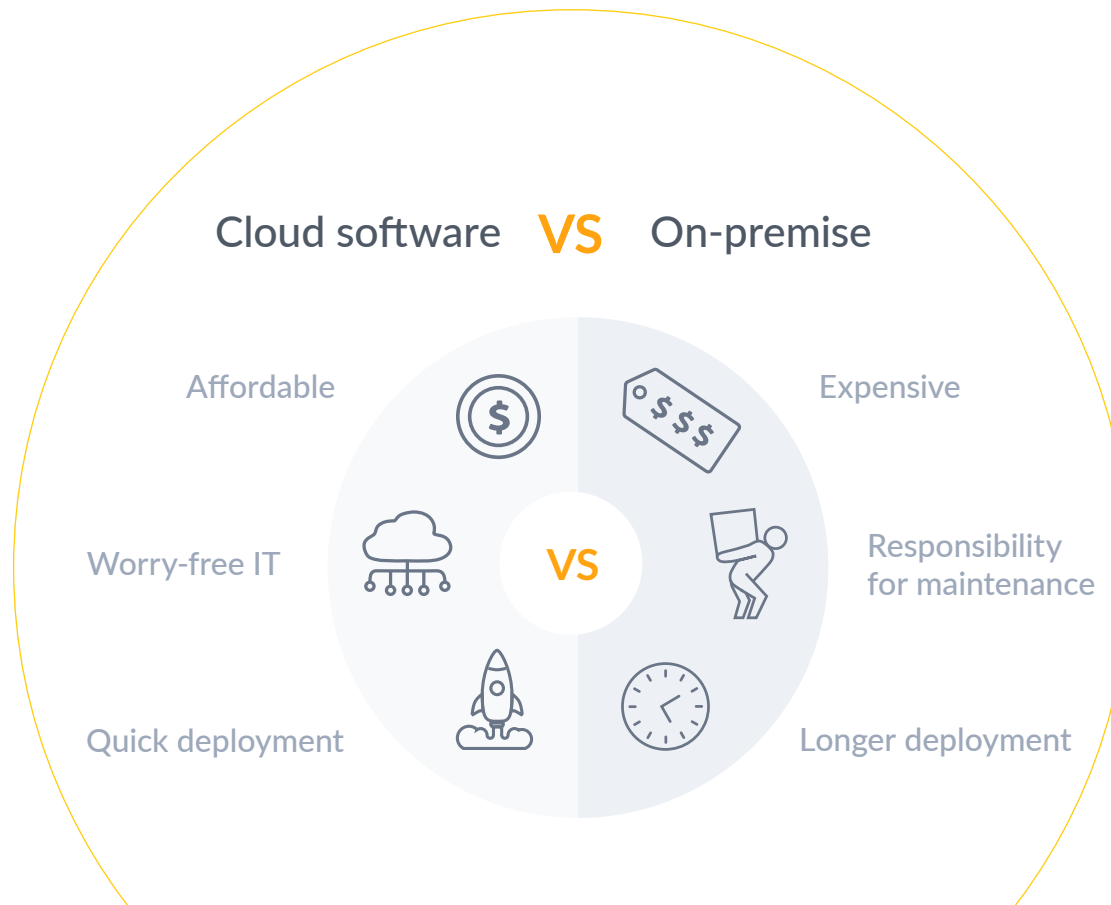 Cloud software VS On-premise
Affordable
$
$ $ $
Expensive
Worry-free IT
VS
Responsibility
for maintenance
Quick deployment
Longer deployment